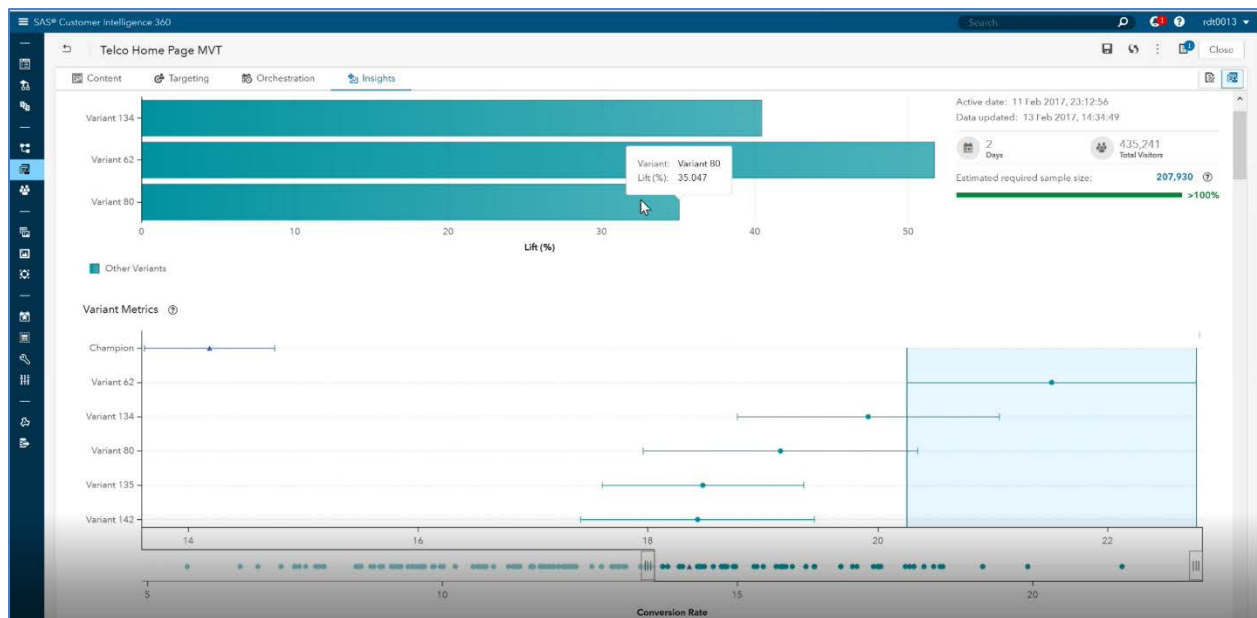 SAS® Customer Intelligence 360
Search
1
rdt0013
Telco Home Page MVT
1
Close
Content
Targeting
Orchestration
Insights
Variant 134
Variant 62
Variant 80
0
10
20
30
40
50
Lift (%)
Variant: Variant 80
Lift (%): 35.047
Other Variants
Active date: 11 Feb 2017, 23:12:56
Data updated: 13 Feb 2017, 14:34:49
2
Days
435,241
Total Visitors
Estimated required sample size: 207,930
>100%
Variant Metrics
Champion
Variant 62
Variant 134
Variant 80
Variant 135
Variant 142
14
16
18
20
22
5
10
15
20
Conversion Rate